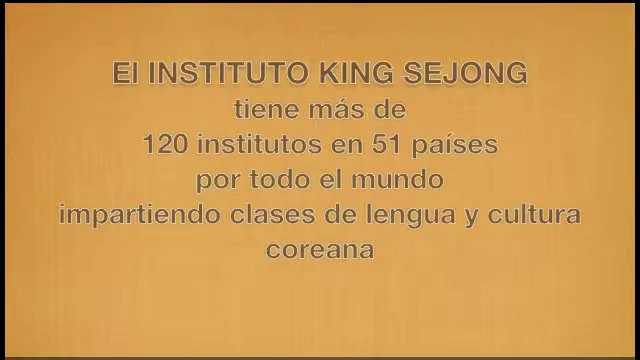 El INSTITUTO KING SEJONG
tiene más de
120 institutos en 51 países
por todo el mundo
impartiendo clases de lengua y cultura
coreana